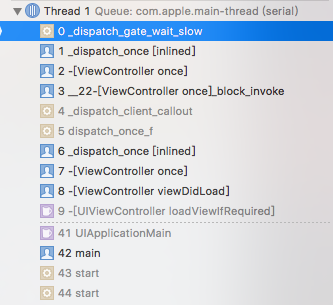 Thread 1 Queue: com.apple.main-thread (serial)
0 _dispatch_gate_wait_slow
1 _dispatch_once [inlined]
2 -[ViewController once]
3 __22-[ViewController once]_block_invoke
4 _dispatch_client_callout
5 dispatch_once_f
6 _dispatch_once [inlined]
7 -[ViewController once]
8 -[ViewController viewDidLoad]
9 -[UIViewController loadViewIfRequired]
41 UIApplicationMain
42 main
43 start
44 start